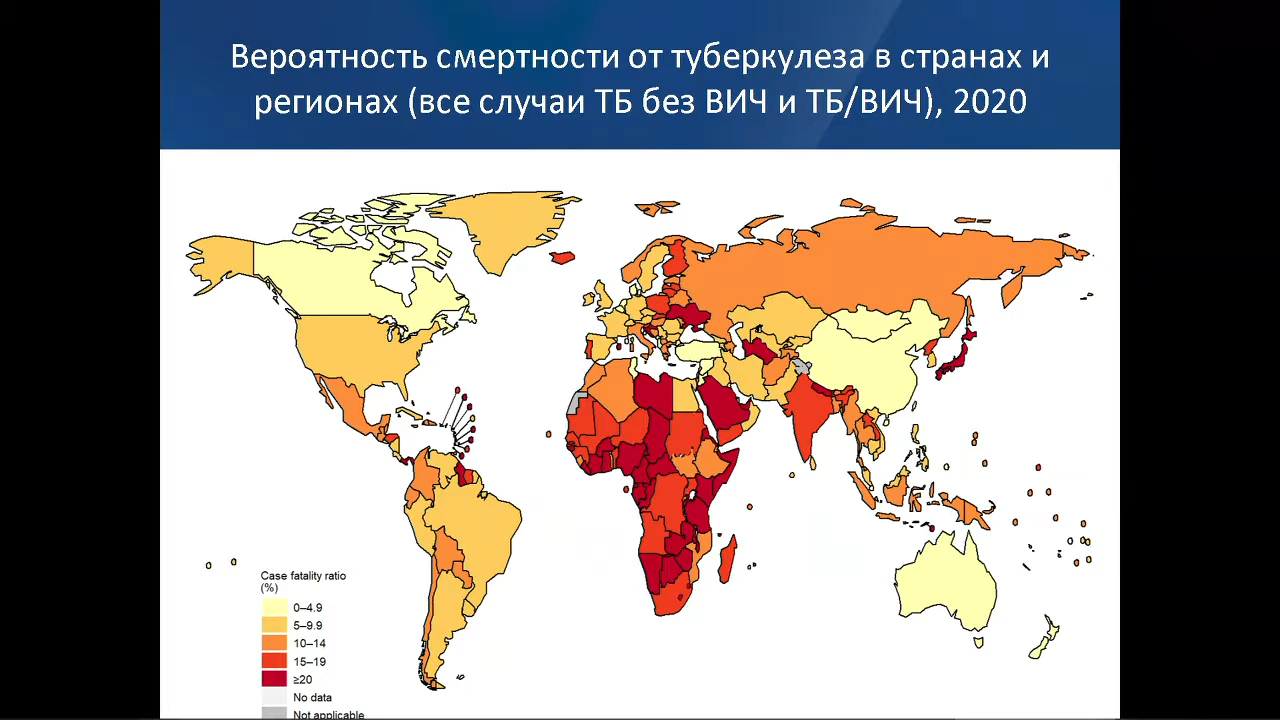 Вероятность смертности от туберкулеза в странах и
регионах (все случаи ТБ без ВИЧ и ТБ/ВИЧ), 2020
Case fatality ratio
(%)
0–4.9
5–9.9
10–14
15–19
≥20
No data
Not applicable